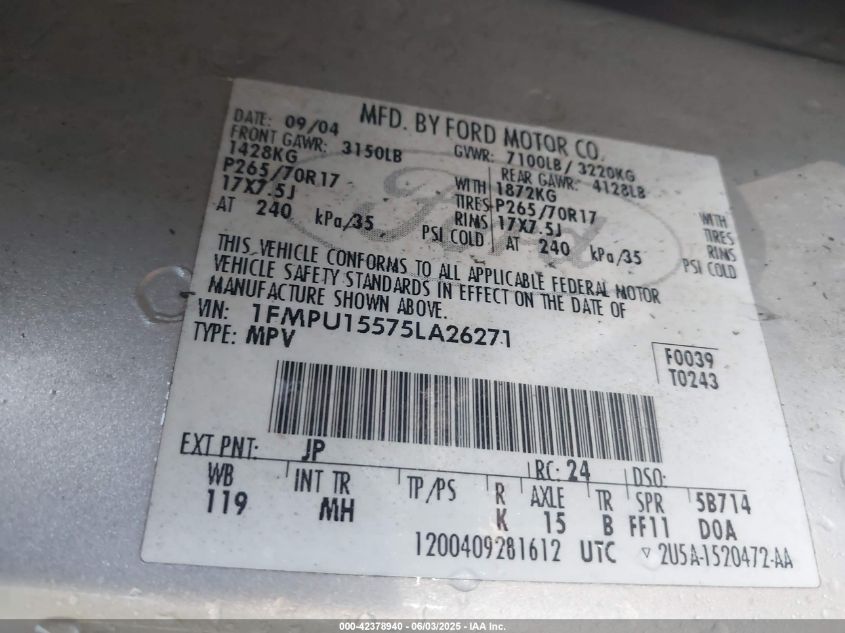 MFD. BY FORD MOTOR CO.
DATE: 09/04 GVWR: 7100LB / 3220KG
FRONT GAWR: 3150LB REAR GAWR: 4128LB
1428KG WITH 1872KG WITH
P265/70R17 TIRES P265/70R17 TIRES
17X7.5J RIMS 17X7.5J RIMS
AT 240 kPa/35 PSI COLD AT 240 kPa/35 PSI COLD
THIS VEHICLE CONFORMS TO ALL APPLICABLE FEDERAL MOTOR
VEHICLE SAFETY STANDARDS IN EFFECT ON THE DATE OF
MANUFACTURE SHOWN ABOVE.
VIN: 1FMPU15575LA26271
TYPE: MPV
F0039
T0243
EXT PNT: JP RC: 24 DSO:
WB INT TR TP/PS R AXLE TR SPR 5B714
119 MH K 15 B FF11 D0A
1200409281612 UTC ▽ 2U5A-1520472-AA
Ford
000-42378940 - 06/03/2025 - IAA Inc.